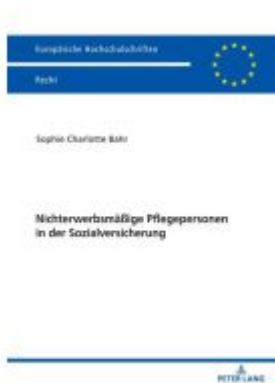 Europäische Hochschulschriften
Recht
Sophie Charlotte Bahr
Nichterwerbsmäßige Pflegepersonen
in der Sozialversicherung
PETER LANG